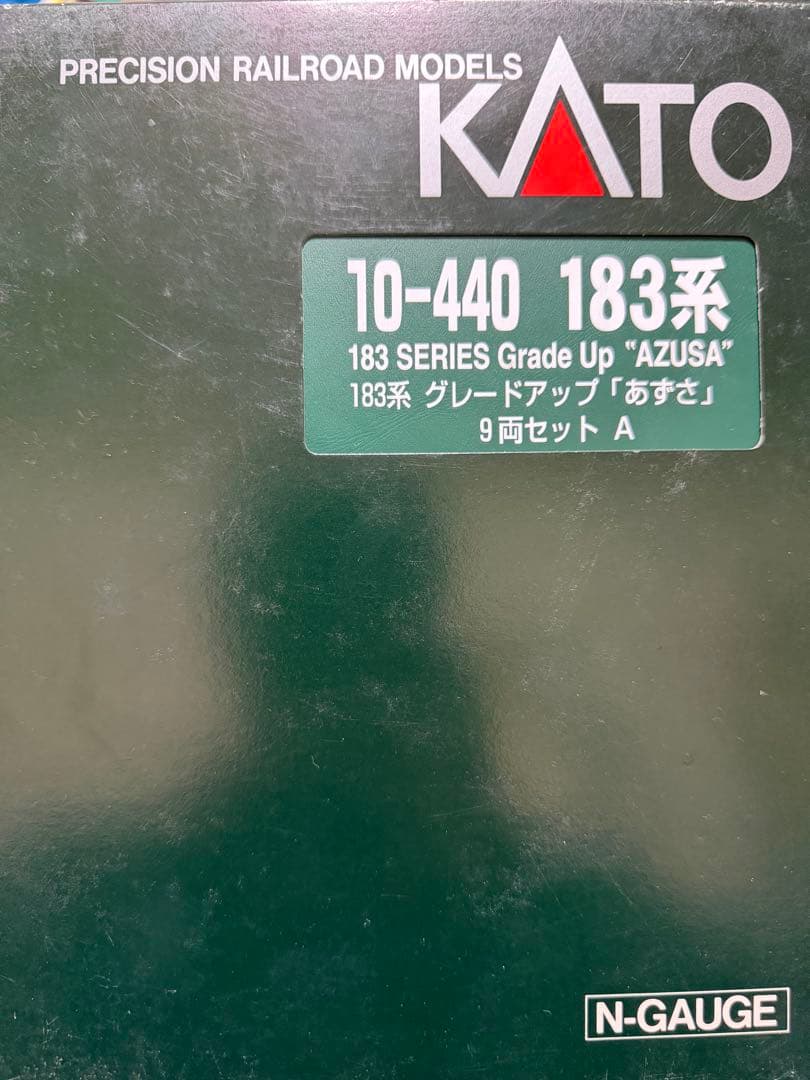 PRECISION RAILROAD MODELS
KATO
10-440 183系
183 SERIES Grade Up "AZUSA"
183系 グレードアップ「あずさ」
9両セット A
N-GAUGE